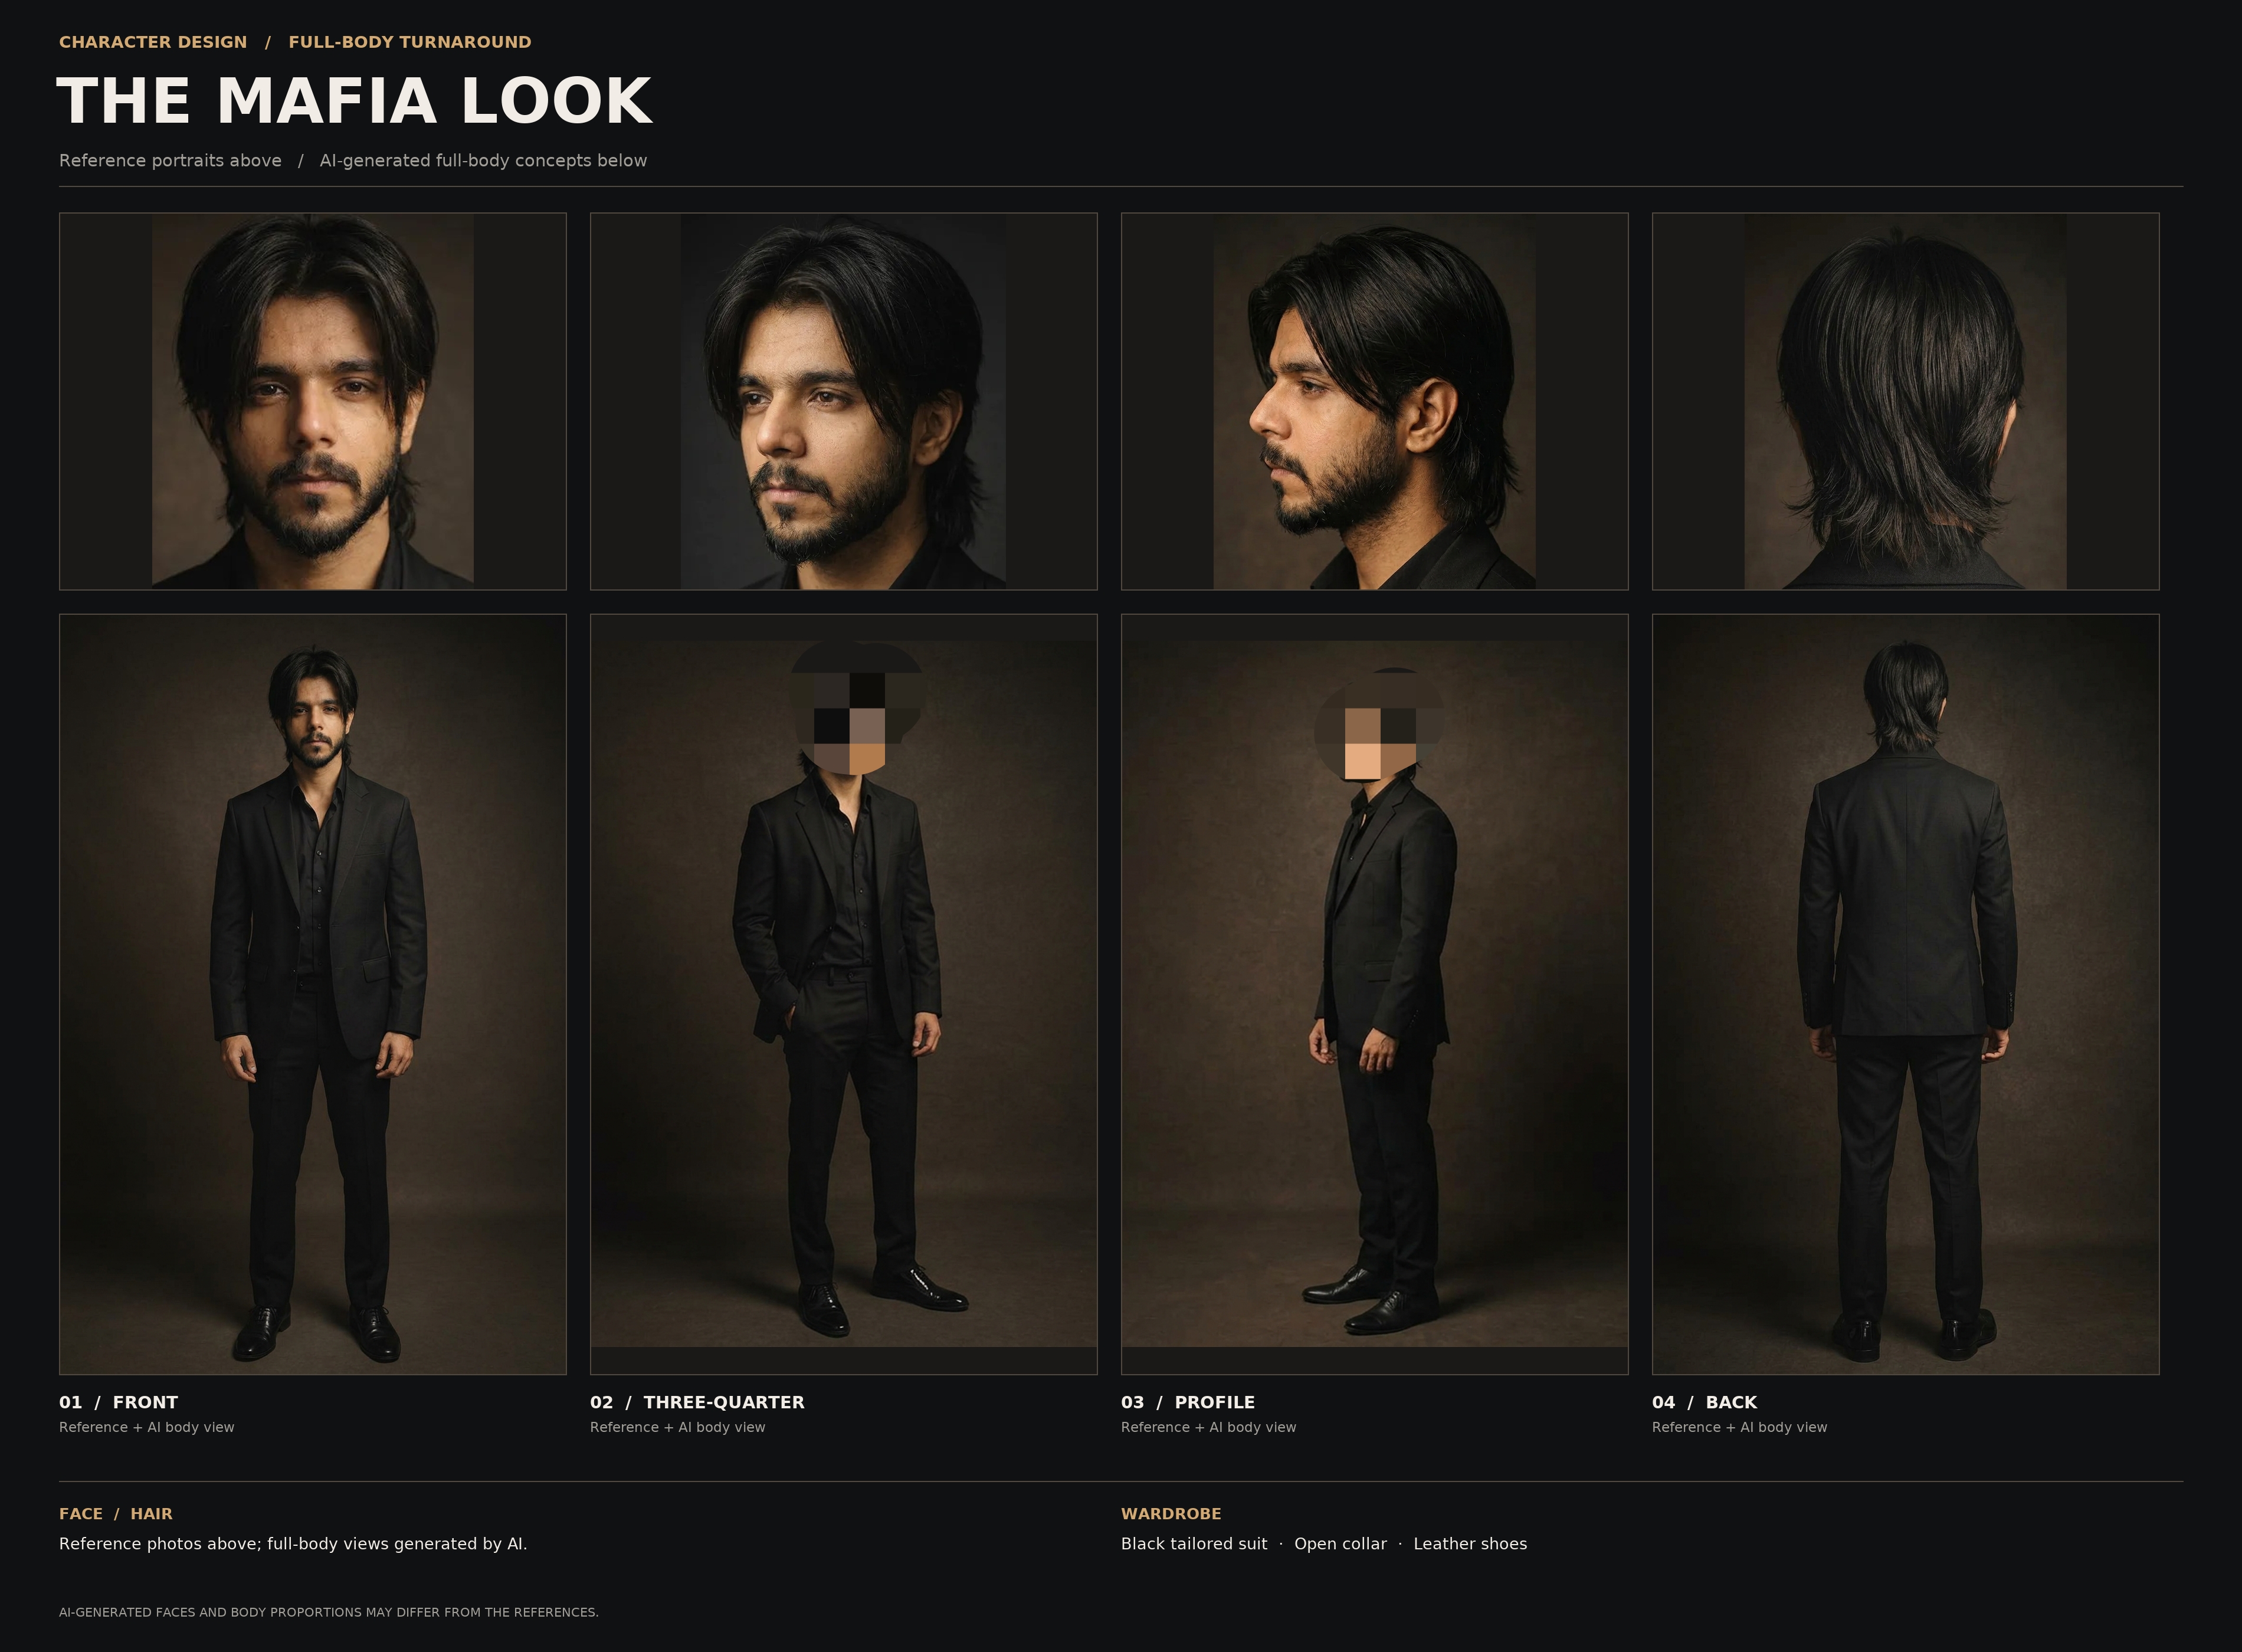 CHARACTER DESIGN / FULL-BODY TURNAROUND
THE MAFIA LOOK
Reference portraits above / AI-generated full-body concepts below
01 / FRONT
Reference + AI body view
02 / THREE-QUARTER
Reference + AI body view
03 / PROFILE
Reference + AI body view
04 / BACK
Reference + AI body view
FACE / HAIR
Reference photos above; full-body views generated by AI.
WARDROBE
Black tailored suit · Open collar · Leather shoes
AI-GENERATED FACES AND BODY PROPORTIONS MAY DIFFER FROM THE REFERENCES.